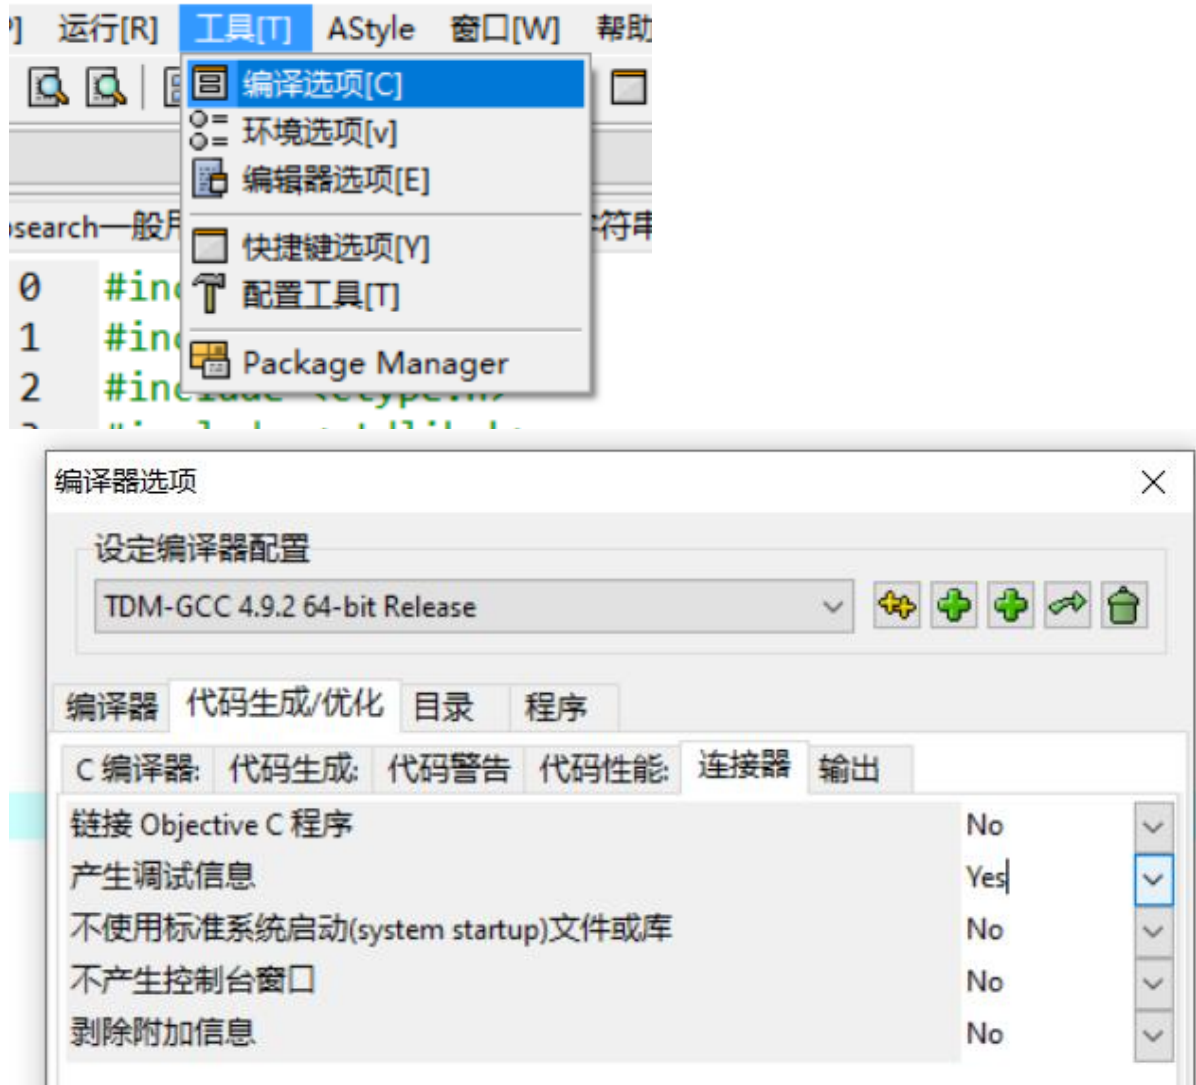 运行[R] 工具[T] AStyle 窗口[W] 帮助
编译选项[C]
环境选项[v]
编辑器选项[E]
search一般 字符串
快捷键选项[Y]
0 #inc
配置工具[T]
1 #inc
Package Manager
2 #include <ctype.h>
编译器选项
设定编译器配置
TDM-GCC 4.9.2 64-bit Release
编译器 代码生成/优化 目录 程序
C 编译器: 代码生成: 代码警告 代码性能: 连接器 输出
链接 Objective C 程序 No
产生调试信息 Yes
不使用标准系统启动(system startup)文件或库 No
不产生控制台窗口 No
剥除附加信息 No